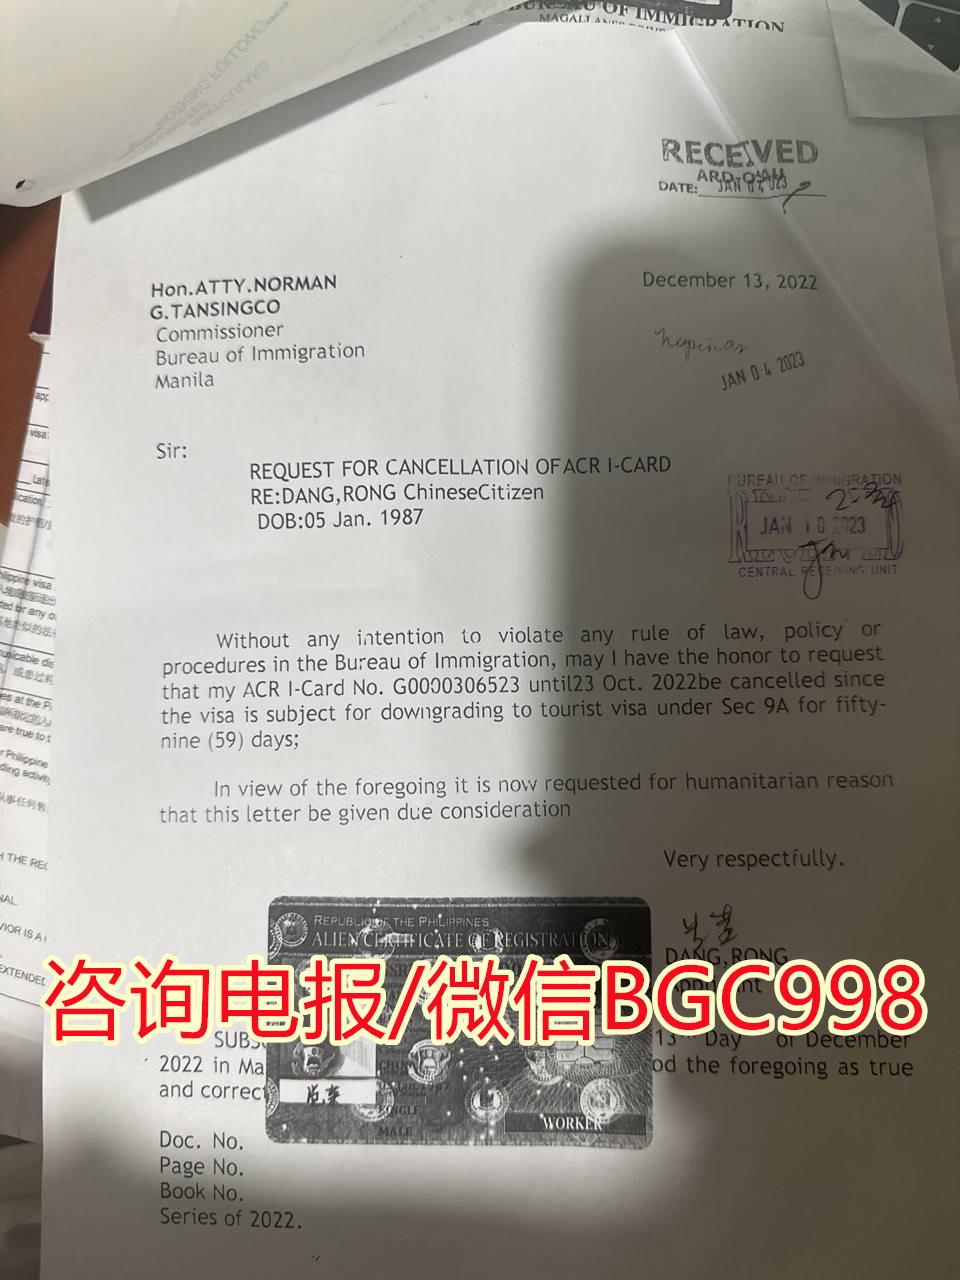 BUREAU OF IMMIGRATION
RECEIVED
DATE: JAN 04 2023
Hon.ATTY.NORMAN
G.TANSINGCO
Commissioner
Bureau of Immigration
Manila
December 13, 2022
JAN 04 2023
Sir:
REQUEST FOR CANCELLATION OF ACR I-CARD
RE:DANG,RONG ChineseCitizen
DOB:05 Jan. 1987
BUREAU OF IMMIGRATION
JAN 10 2023
CENTRAL RECEIVING UNIT
Without any intention to violate any rule of law, policy or
procedures in the Bureau of Immigration, may I have the honor to request
that my ACR I-Card No. G0000306523 until23 Oct. 2022be cancelled since
the visa is subject for downgrading to tourist visa under Sec 9A for fifty-
nine (59) days;
In view of the foregoing it is now requested for humanitarian reason
that this letter be given due consideration
Very respectfully.
DANG,RONG
REPUBLIC OF THE PHILIPPINES
ALIEN CERTIFICATE OF REGISTRATION
咨询电报/微信BGC998
SUBS
13 Day of December
2022 in Ma
od the foregoing as true
and correct
SINGLE
MALE
WORKER
Doc. No.
Page No.
Book No.
Series of 2022.